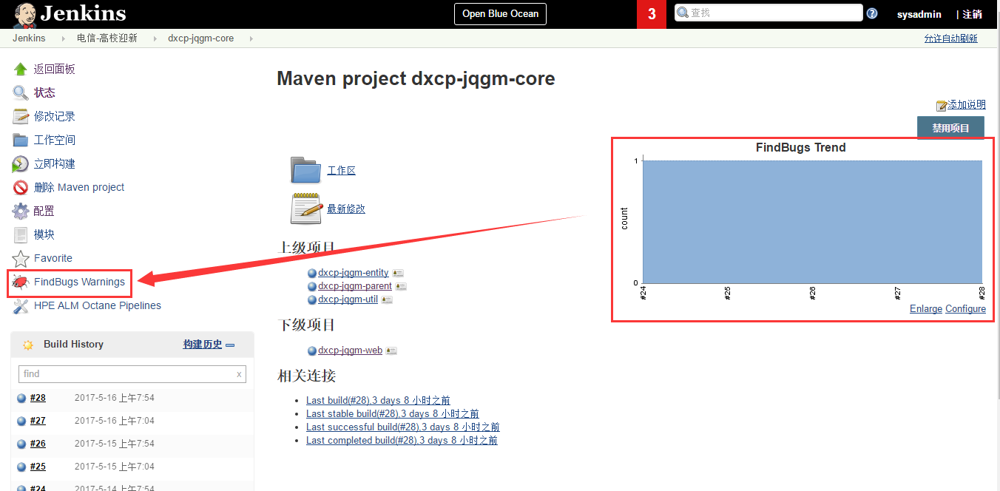 Jenkins
Open Blue Ocean
3
查找
sysadmin
| 注销
Jenkins
电信-高校迎新
dxcp-jqgm-core
允许自动刷新
返回面板
状态
修改记录
工作空间
立即构建
删除 Maven project
配置
模块
Favorite
FindBugs Warnings
HPE ALM Octane Pipelines
Build History
构建历史
find
x
#28 2017-5-16 上午7:54
#27 2017-5-16 上午7:04
#26 2017-5-15 上午7:54
#25 2017-5-15 上午7:04
#24 2017-5-14 上午7:54
Maven project dxcp-jqgm-core
添加说明
禁用项目
工作区
最新修改
上级项目
dxcp-jqgm-entity
dxcp-jqgm-parent
dxcp-jqgm-util
下级项目
dxcp-jqgm-web
相关连接
Last build(#28),3 days 8 小时之前
Last stable build(#28),3 days 8 小时之前
Last successful build(#28),3 days 8 小时之前
Last completed build(#28),3 days 8 小时之前
FindBugs Trend
1
count
0
#24
#25
#26
#27
#28
Enlarge Configure